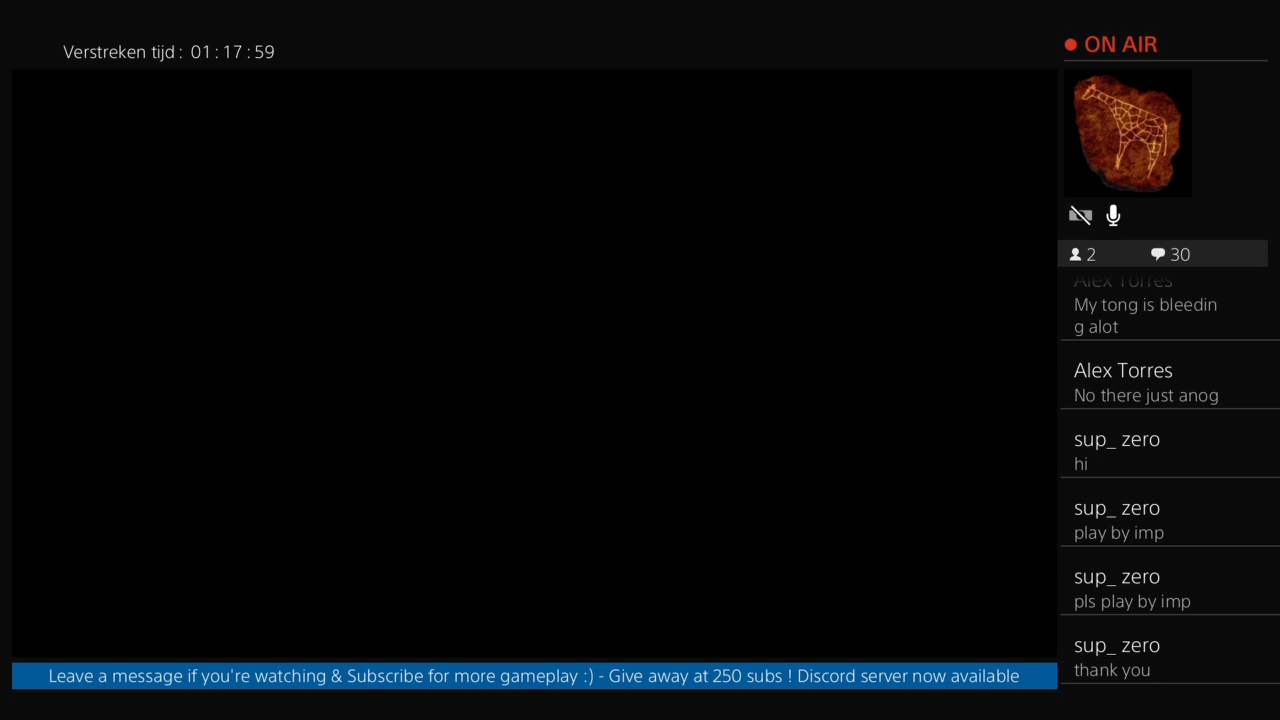 Verstreken tijd: 01:17:59
ON AIR
2 30
Alex Torres
My tong is bleedin
g alot
Alex Torres
No there just anog
sup_ zero
hi
sup_ zero
play by imp
sup_ zero
pls play by imp
sup_ zero
thank you
Leave a message if you're watching & Subscribe for more gameplay :) - Give away at 250 subs ! Discord server now available